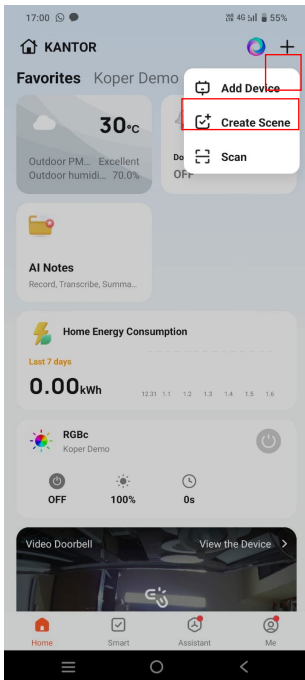 17:00
4G
55%
KANTOR
Favorites Koper Demo
Add Device
Create Scene
Scan
30°C
Outdoor PM... Excellent
Outdoor humidi... 70.0%
Do
OFF
AI Notes
Record, Transcribe, Summa...
Home Energy Consumption
Last 7 days
0.00kWh
12.31 1.1 1.2 1.3 1.4 1.5 1.6
RGBc
Koper Demo
OFF 100% 0s
Video Doorbell View the Device >
Home Smart Assistant Me